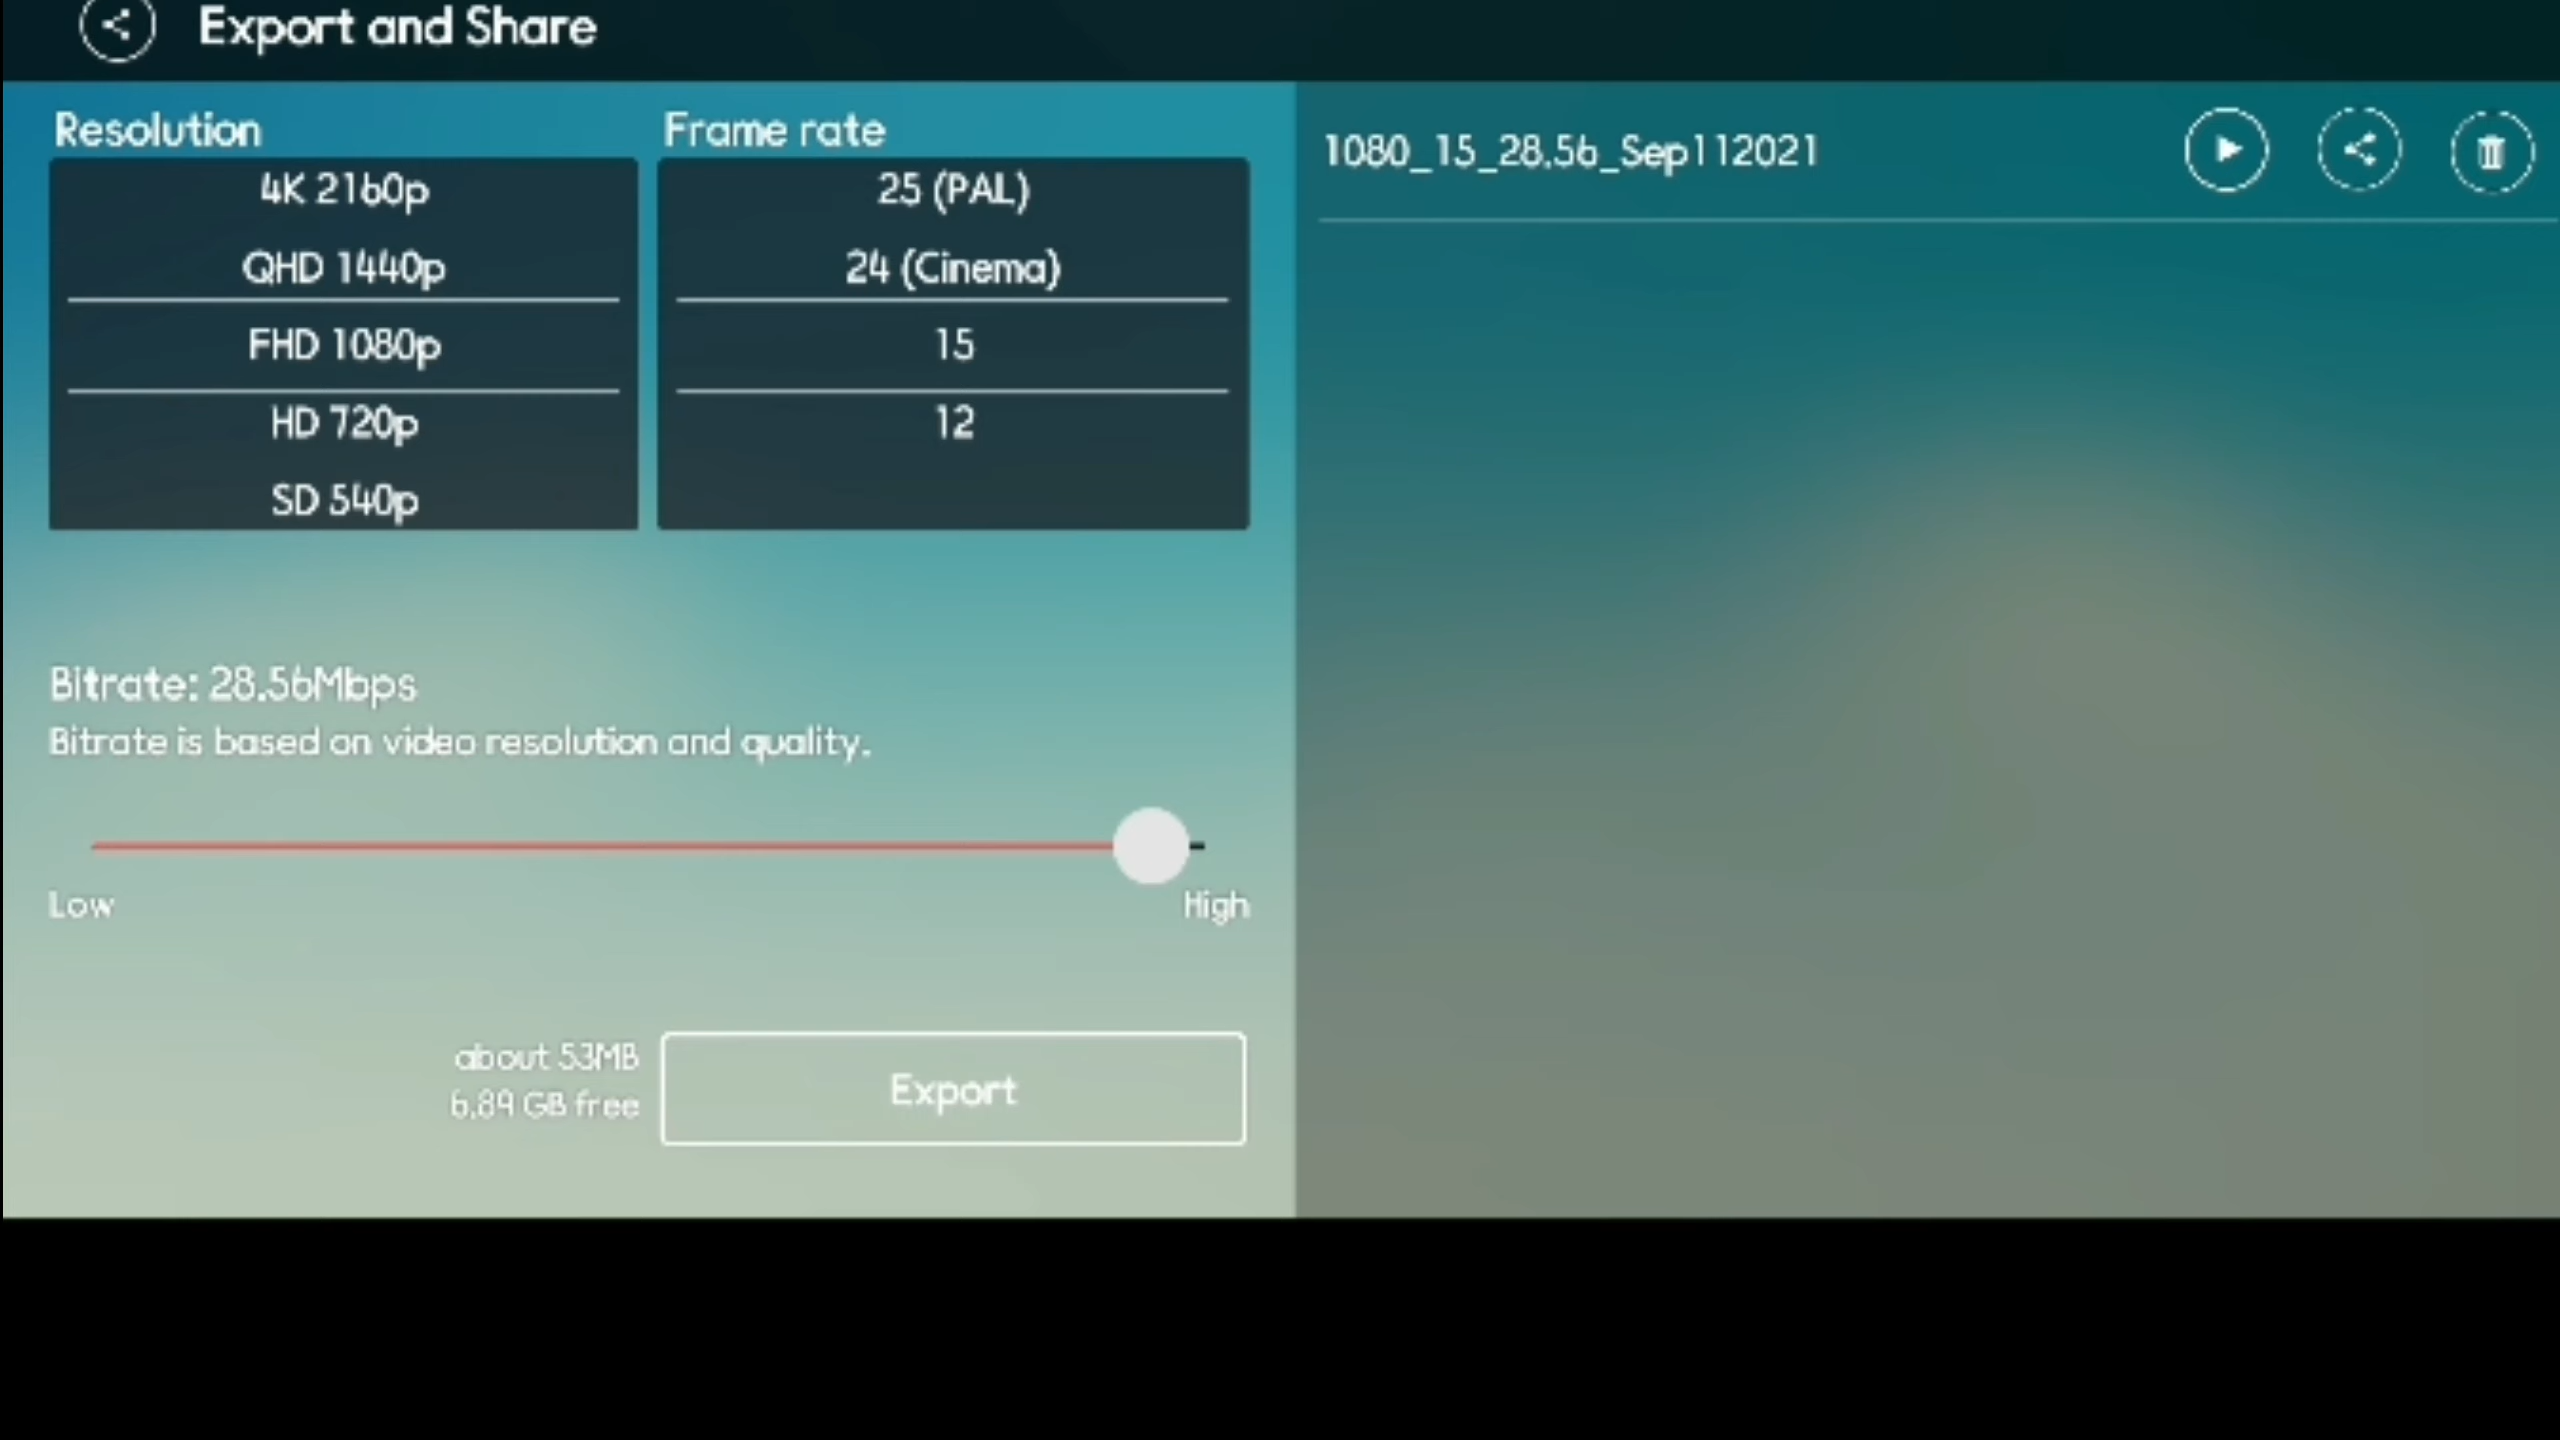 Export and Share
Resolution
4K 2160p
QHD 1440p
FHD 1080p
HD 720p
SD 540p
Frame rate
25 (PAL)
24 (Cinema)
15
12
Bitrate: 28.56Mbps
Bitrate is based on video resolution and quality.
Low
High
about 53MB
6.89 GB free
Export
1080_15_28.56_Sep112021